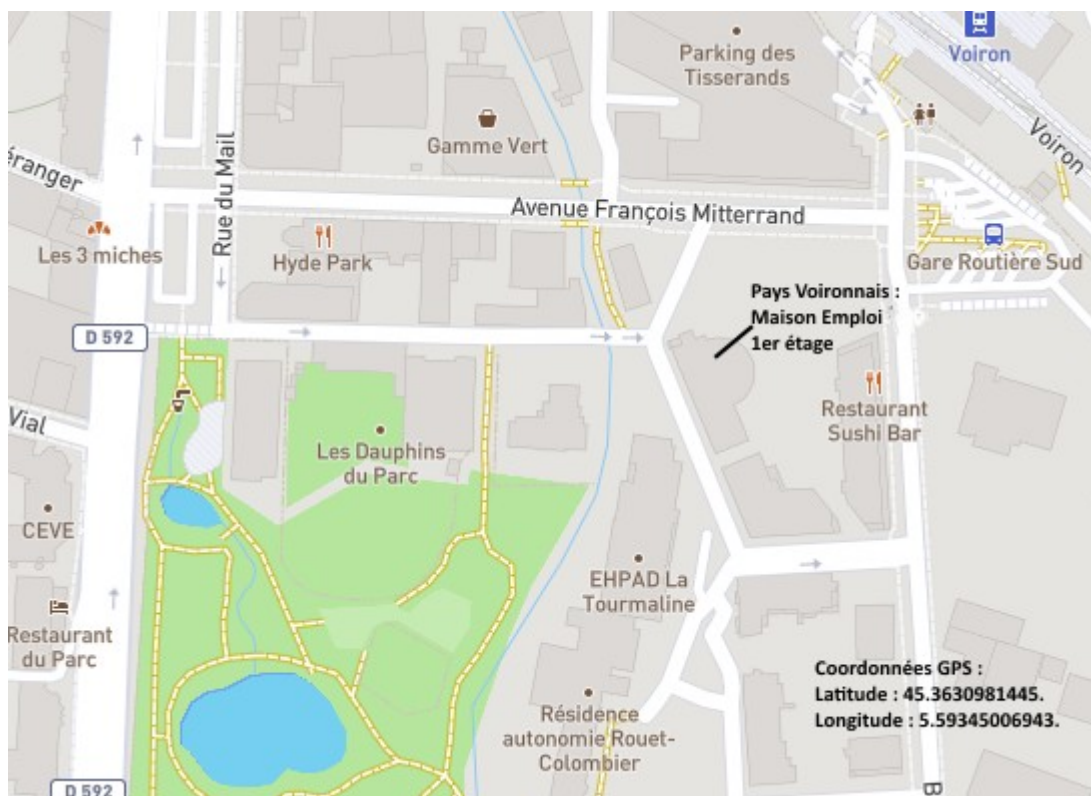 Voiron
Parking des
Tisserands
Gamme Vert
Voiron
éranger
Rue du Mail
Avenue François Mitterrand
Les 3 miches
Hyde Park
Gare Routière Sud
Pays Voironnais :
Maison Emploi
1er étage
D 592
Restaurant
Sushi Bar
Vial
Les Dauphins
du Parc
CEVE
EHPAD La
Tourmaline
Restaurant
du Parc
Coordonnées GPS :
Latitude : 45.3630981445.
Longitude : 5.59345006943.
Résidence
autonomie Rouet-
Colombier
D 592
B